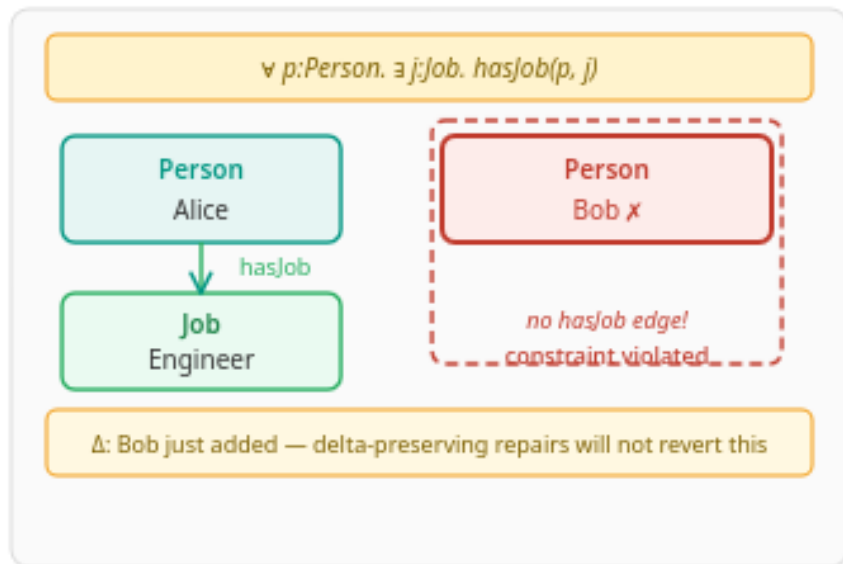 ∀ p:Person. ∃ j:Job. hasJob(p, j)
Person
Alice
Person
Bob ✗
hasJob
Job
Engineer
no hasJob edge!
constraint violated
Δ: Bob just added — delta-preserving repairs will not revert this